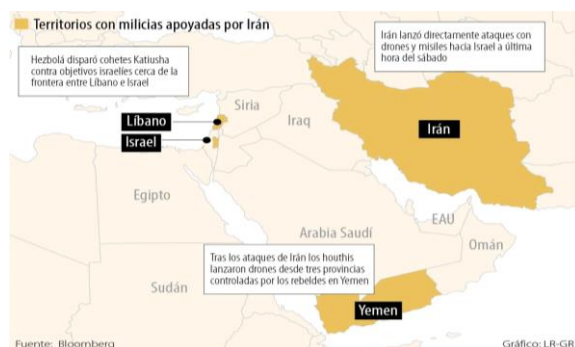 Territorios con milicias apoyadas por Irán
Hezbolá disparó cohetes Katiusha
contra objetivos israelíes cerca de la
frontera entre Líbano e Israel
Irán lanzó directamente ataques con
drones y misiles hacia Israel a última
hora del sábado
Siria
Líbano
Israel
Iraq
Irán
Egipto
Arabia Saudí
EAU
Omán
Tras los ataques de Irán los houthis
lanzaron drones desde tres provincias
controladas por los rebeldes en Yemen
Sudán
Yemen
Fuente: Bloomberg
Gráfico: LR-GR